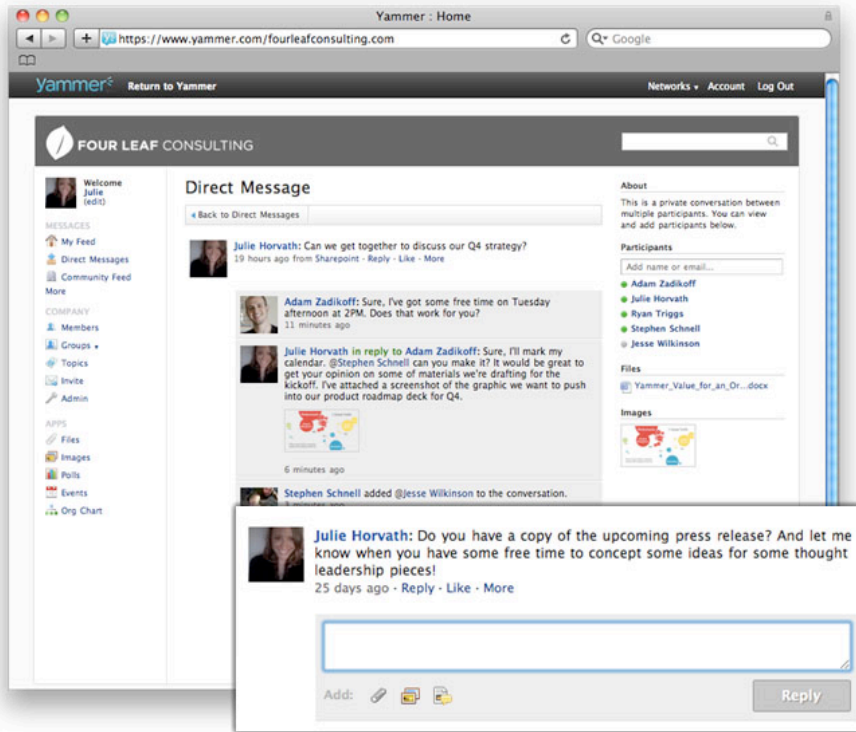 Yammer : Home
https://www.yammer.com/fourleafconsulting.com
Google
Yammer
Return to Yammer
Networks
Account
Log Out
FOUR LEAF CONSULTING
Welcome
Julie
(edit)
MESSAGES
My Feed
Direct Messages
Community Feed
More
COMPANY
Members
Groups
Topics
Invite
Admin
APPS
Files
Images
Polls
Events
Org Chart
Direct Message
Back to Direct Messages
Julie Horvath: Can we get together to discuss our Q4 strategy?
19 hours ago from Sharepoint · Reply · Like · More
Adam Zadikoff: Sure, I've got some free time on Tuesday
afternoon at 2PM. Does that work for you?
11 minutes ago
Julie Horvath in reply to Adam Zadikoff: Sure, I'll mark my
calendar. @Stephen Schnell can you make it? It would be great to
get your opinion on some of materials we're drafting for the
kickoff. I've attached a screenshot of the graphic we want to push
into our product roadmap deck for Q4.
6 minutes ago
Stephen Schnell added @Jesse Wilkinson to the conversation.
About
This is a private conversation between
multiple participants. You can view
and add participants below.
Participants
Add name or email...
Adam Zadikoff
Julie Horvath
Ryan Triggs
Stephen Schnell
Jesse Wilkinson
Files
Yammer_Value_for_an_Or...docx
Images
Julie Horvath: Do you have a copy of the upcoming press release? And let me
know when you have some free time to concept some ideas for some thought
leadership pieces!
25 days ago · Reply · Like · More
Add:
Reply